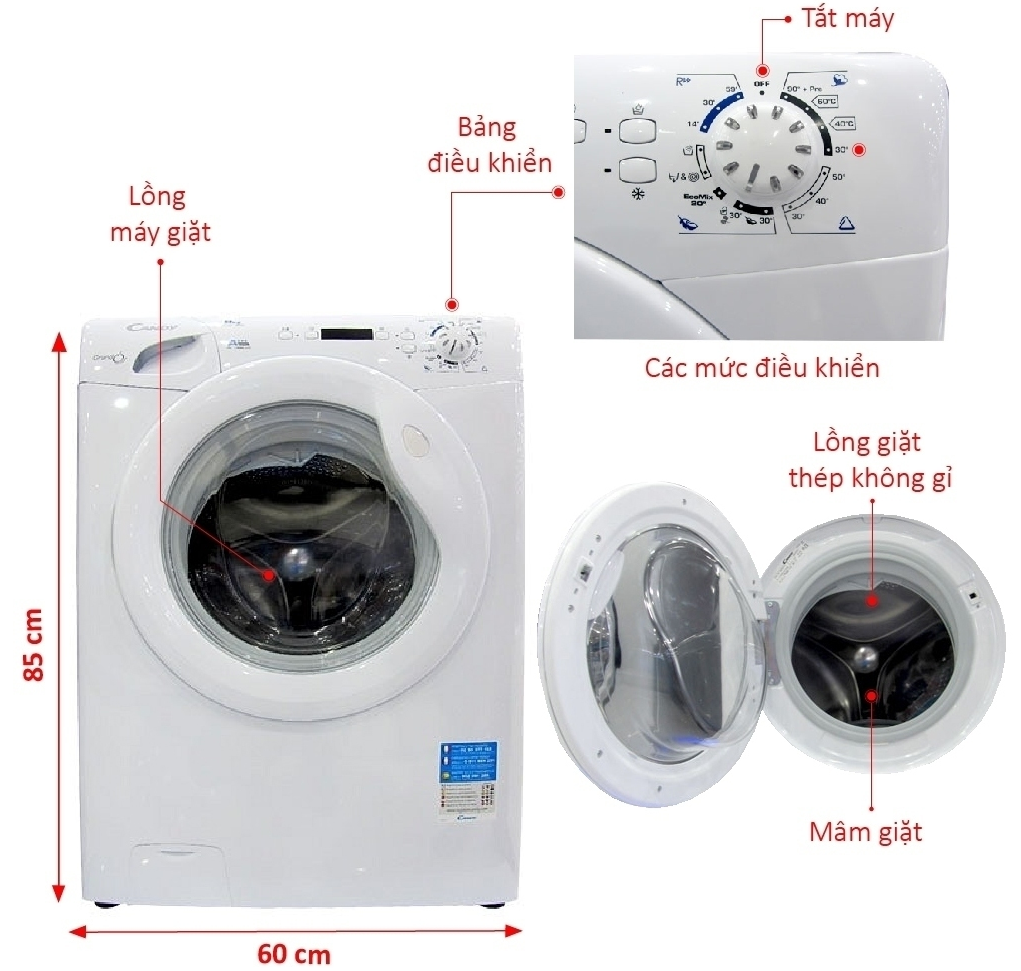 Tắt máy
Bảng
điều khiển
Lồng
máy giặt
OFF
59'
30'
14'
90° + Pre
60°C
40°C
30°
50°
40°
30°
30°
30°
EcoMix
20°
&
Các mức điều khiển
CANDY
Grand
Lồng giặt
thép không gỉ
Mâm giặt
85 cm
60 cm